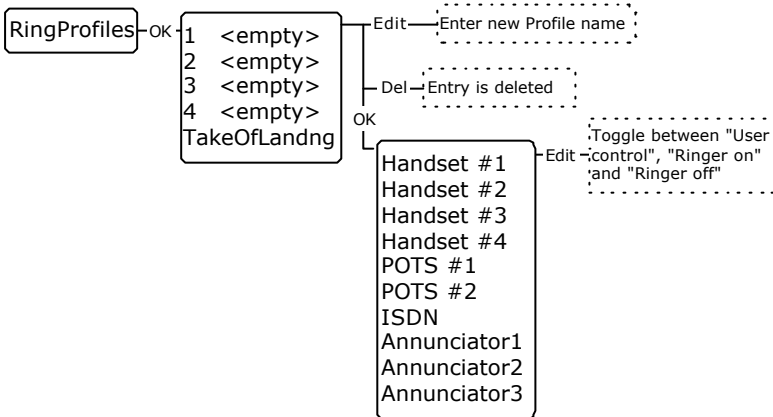 RingProfiles
OK
1 <empty>
2 <empty>
3 <empty>
4 <empty>
TakeOfLandng
Edit
Enter new Profile name
Del
Entry is deleted
OK
Handset #1
Handset #2
Handset #3
Handset #4
POTS #1
POTS #2
ISDN
Annunciator1
Annunciator2
Annunciator3
Edit
Toggle between "User
control", "Ringer on"
and "Ringer off"